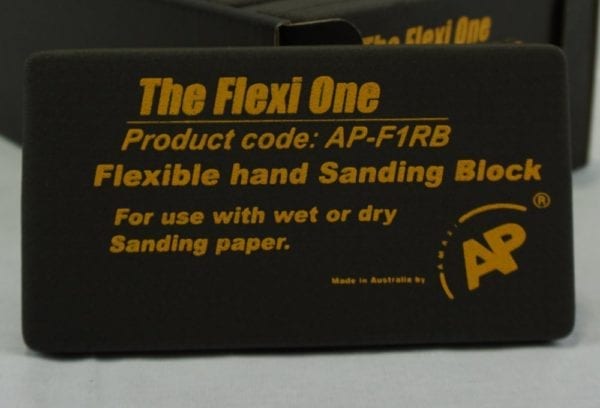 The Flexi One
The Flexi One
Product code: AP-F1RB
Flexible hand Sanding Block
For use with wet or dry
Sanding paper.
Made in Australia by
AP ®